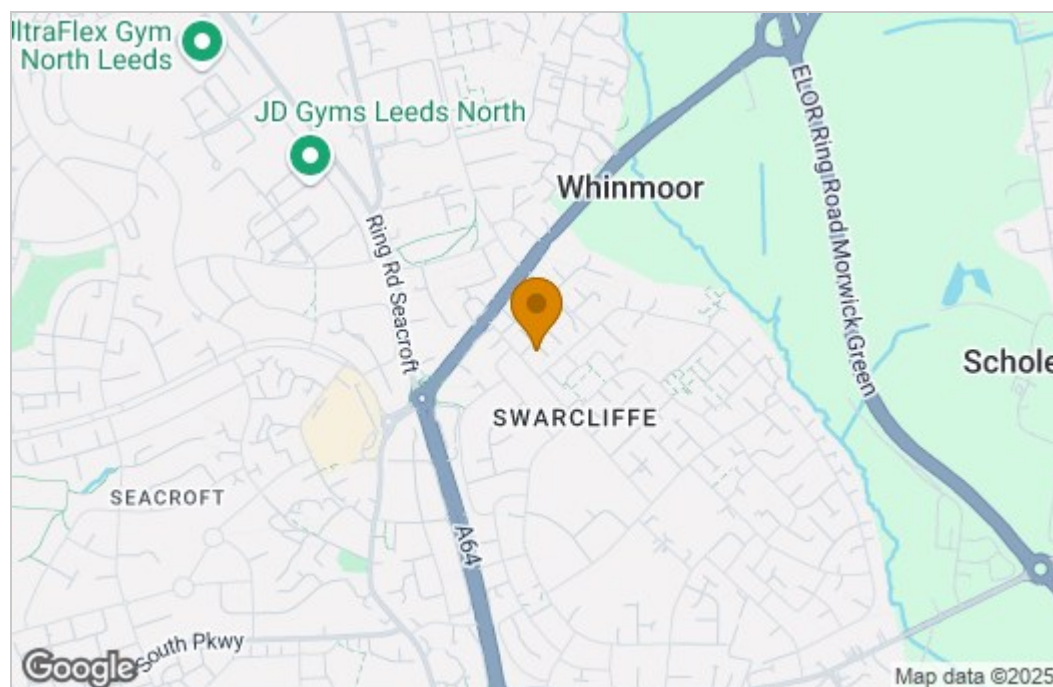 UltraFlex Gym
North Leeds
JD Gyms Leeds North
Whinmoor
ELOR Ring Road Morwick Green
Ring Rd Seacroft
Schole
SWARCLIFFE
SEACROFT
A64
South Pkwy
Google
Map data ©2025